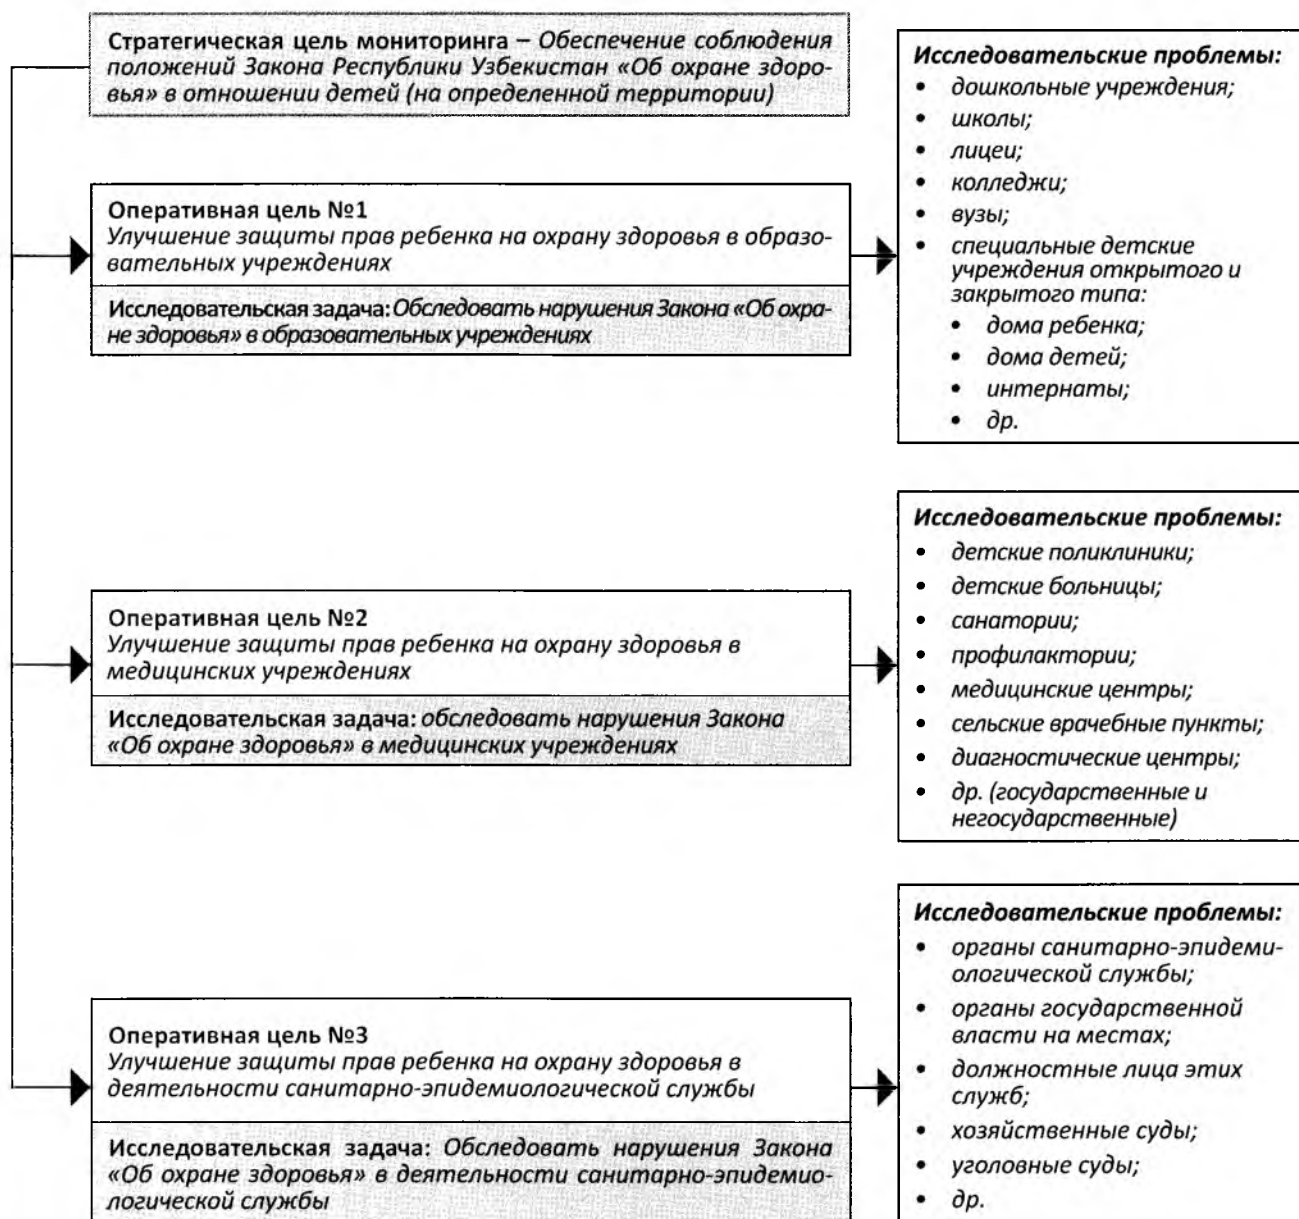 Стратегическая цель мониторинга – Обеспечение соблюдения
положений Закона Республики Узбекистан «Об охране здоро-
вья» в отношении детей (на определенной территории)
Исследовательские проблемы:
• дошкольные учреждения;
• школы;
• лицеи;
• колледжи;
• вузы;
• специальные детские
учреждения открытого и
закрытого типа:
• дома ребенка;
• дома детей;
• интернаты;
• др.
Оперативная цель №1
Улучшение защиты прав ребенка на охрану здоровья в образо-
вательных учреждениях
Исследовательская задача: Обследовать нарушения Закона «Об охра-
не здоровья» в образовательных учреждениях
Исследовательские проблемы:
• детские поликлиники;
• детские больницы;
• санатории;
• профилактории;
• медицинские центры;
• сельские врачебные пункты;
• диагностические центры;
• др. (государственные и
негосударственные)
Оперативная цель №2
Улучшение защиты прав ребенка на охрану здоровья в
медицинских учреждениях
Исследовательская задача: обследовать нарушения Закона
«Об охране здоровья» в медицинских учреждениях
Исследовательские проблемы:
• органы санитарно-эпидеми-
ологической службы;
• органы государственной
власти на местах;
• должностные лица этих
служб;
• хозяйственные суды;
• уголовные суды;
• др.
Оперативная цель №3
Улучшение защиты прав ребенка на охрану здоровья в
деятельности санитарно-эпидемиологической службы
Исследовательская задача: Обследовать нарушения Закона
«Об охране здоровья» в деятельности санитарно-эпидемио-
логической службы